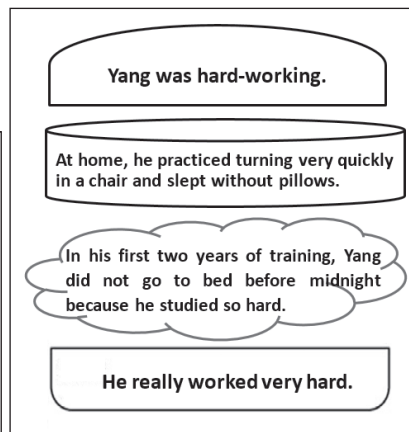 Yang was hard-working.
At home, he practiced turning very quickly
in a chair and slept without pillows.
In his first two years of training, Yang
did not go to bed before midnight
because he studied so hard.
He really worked very hard.